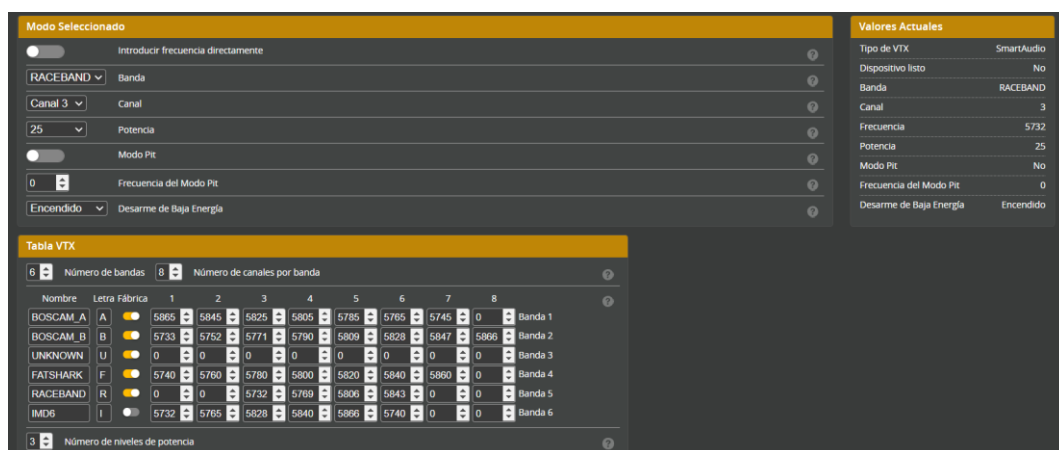 Modo Seleccionado
Introducir frecuencia directamente
RACEBAND Banda
Canal 3 Canal
25 Potencia
Modo Pit
0 Frecuencia del Modo Pit
Encendido Desarme de Baja Energía
Valores Actuales
Tipo de VTX SmartAudio
Dispositivo listo No
Banda RACEBAND
Canal 3
Frecuencia 5732
Potencia 25
Modo Pit No
Frecuencia del Modo Pit 0
Desarme de Baja Energía Encendido
Tabla VTX
6 Número de bandas 8 Número de canales por banda
Nombre Letra Fábrica 1 2 3 4 5 6 7 8
BOSCAM_A A 5865 5845 5825 5805 5785 5765 5745 0 Banda 1
BOSCAM_B B 5733 5752 5771 5790 5809 5828 5847 5866 Banda 2
UNKNOWN U 0 0 0 0 0 0 0 0 Banda 3
FATSHARK F 5740 5760 5780 5800 5820 5840 5860 0 Banda 4
RACEBAND R 0 0 5732 5769 5806 5843 0 0 Banda 5
IMD6 I 5732 5765 5828 5840 5866 5740 0 0 Banda 6
3 Número de niveles de potencia